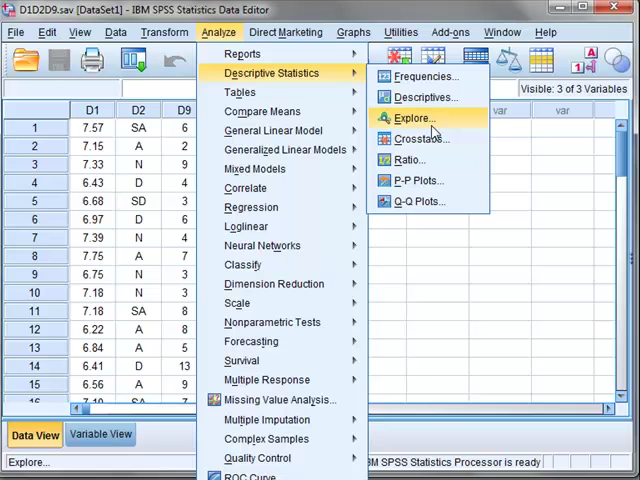 D1D2D9.sav [DataSet1] - IBM SPSS Statistics Data Editor
File Edit View Data Transform Analyze Direct Marketing Graphs Utilities Add-ons Window Help
Visible: 3 of 3 Variables
D1 D2 D9 var var
1 7.57 SA 6
2 7.15 A 2
3 7.33 N 9
4 6.43 D 4
5 6.68 SD 3
6 6.97 D 6
7 7.39 N 4
8 7.75 A 7
9 7.43 N 3
10 7.18 N 3
11 7.18 SA 8
12 6.22 A 8
13 6.84 A 5
14 6.41 D 13
15 6.56 A 9
Reports
Descriptive Statistics
Tables
Compare Means
General Linear Model
Generalized Linear Models
Mixed Models
Correlate
Regression
Loglinear
Neural Networks
Classify
Dimension Reduction
Scale
Nonparametric Tests
Forecasting
Survival
Multiple Response
Missing Value Analysis...
Multiple Imputation
Complex Samples
Quality Control
ROC Curve
Frequencies...
Descriptives...
Explore...
Crosstabs...
Ratio...
P-P Plots...
Q-Q Plots...
Data View Variable View
Explore...
IBM SPSS Statistics Processor is ready